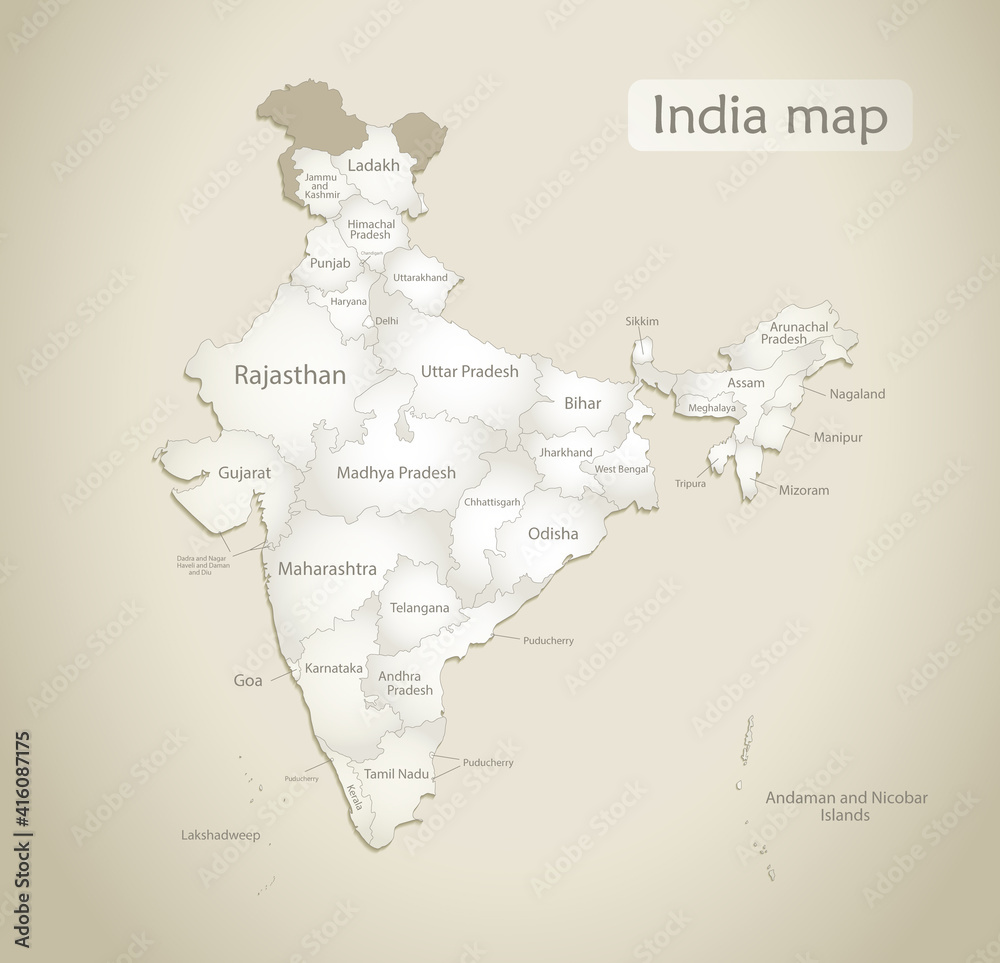 India map
Ladakh
Jammu
and
Kashmir
Himachal
Pradesh
Chandigarh
Punjab
Uttarakhand
Haryana
Delhi
Sikkim
Arunachal
Pradesh
Rajasthan
Uttar Pradesh
Assam
Nagaland
Bihar
Meghalaya
Manipur
Jharkhand
West Bengal
Gujarat
Madhya Pradesh
Tripura
Mizoram
Chhattisgarh
Odisha
Dadra and Nagar
Haveli and Daman
and Diu
Maharashtra
Telangana
Puducherry
Goa
Karnataka
Andhra
Pradesh
Puducherry
Puducherry
Tamil Nadu
Kerala
Lakshadweep
Andaman and Nicobar
Islands
Adobe Stock | #416087175
Adobe Stock